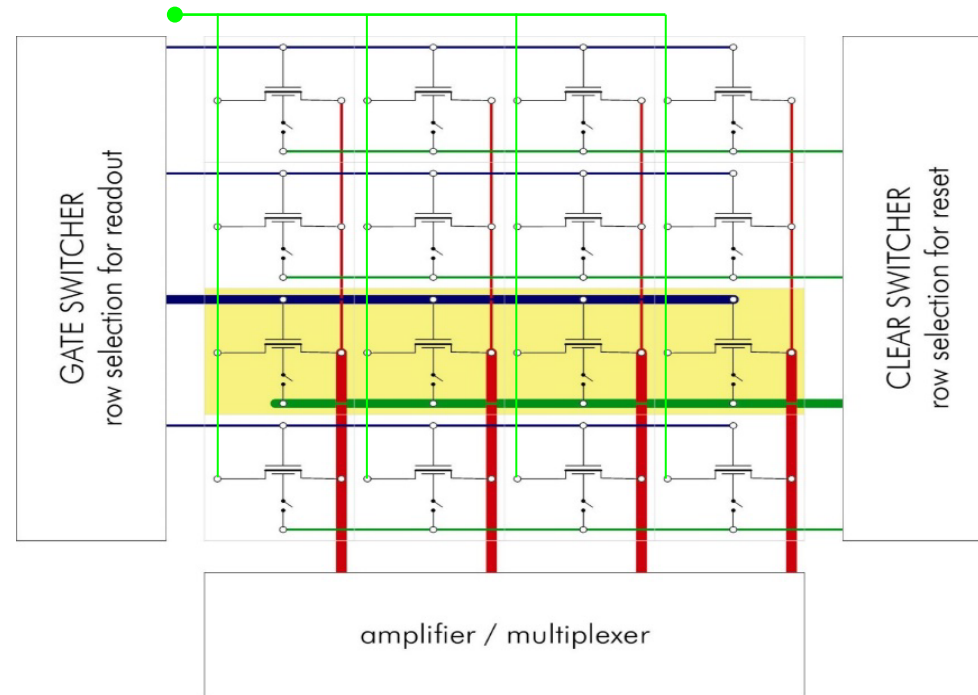 GATE SWITCHER
row selection for readout
CLEAR SWITCHER
row selection for reset
amplifier / multiplexer